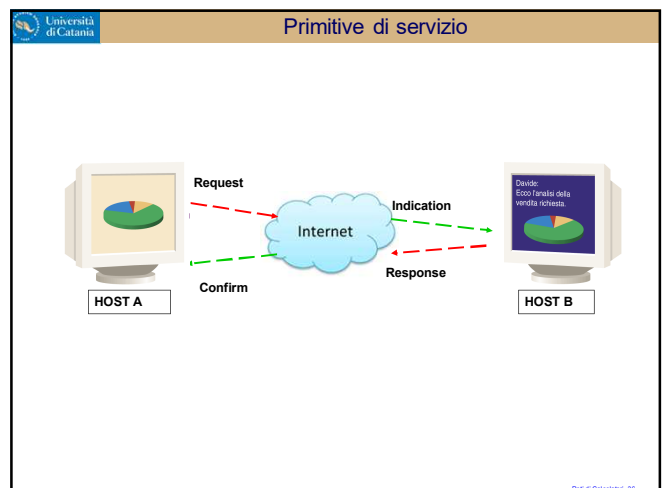 Università
di Catania
Primitive di servizio
Request
Indication
Internet
Response
Confirm
Davide:
Ecco l'analisi della
vendita richiesta.
HOST A
HOST B